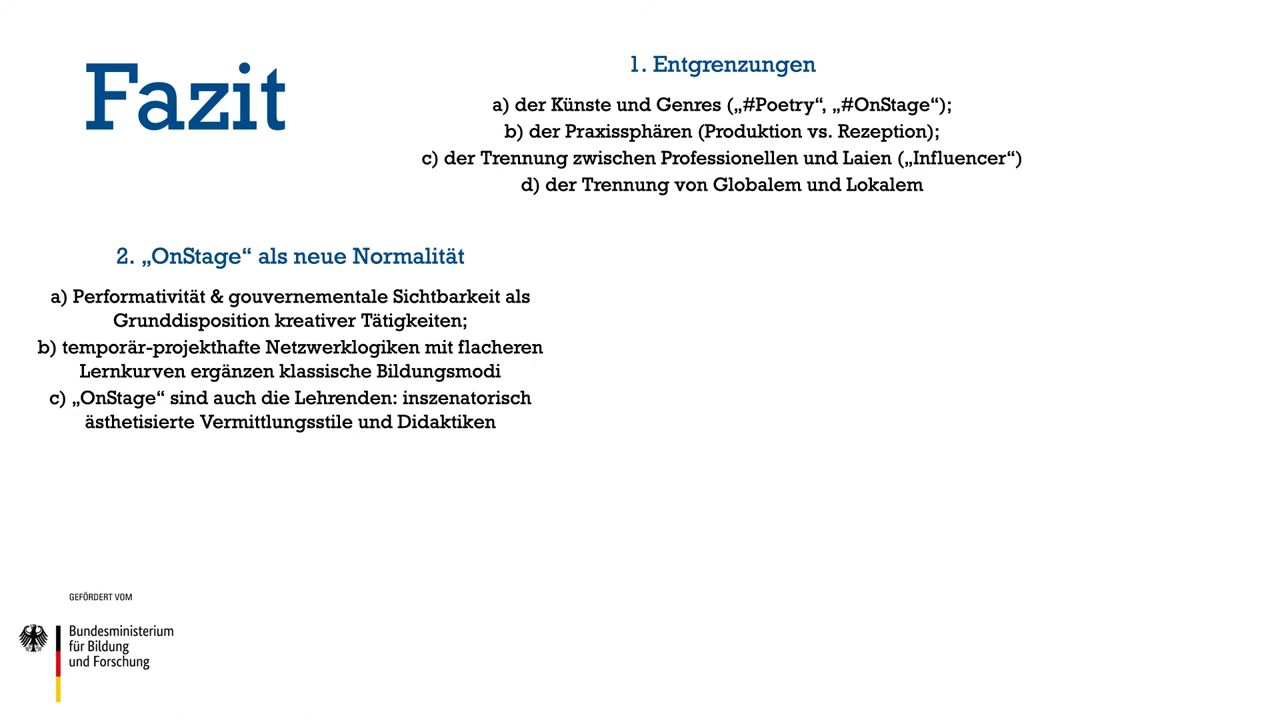 Fazit
1. Entgrenzungen
a) der Künste und Genres („#Poetry“, „#OnStage“);
b) der Praxissphären (Produktion vs. Rezeption);
c) der Trennung zwischen Professionellen und Laien („Influencer“)
d) der Trennung von Globalem und Lokalem
2. „OnStage“ als neue Normalität
a) Performativität & gouvernementale Sichtbarkeit als
Grunddisposition kreativer Tätigkeiten;
b) temporär-projekthafte Netzwerklogiken mit flacheren
Lernkurven ergänzen klassische Bildungsmodi
c) „OnStage“ sind auch die Lehrenden: inszenatorisch
ästhetisierte Vermittlungsstile und Didaktiken
GEFÖRDERT VOM
Bundesministerium
für Bildung
und Forschung